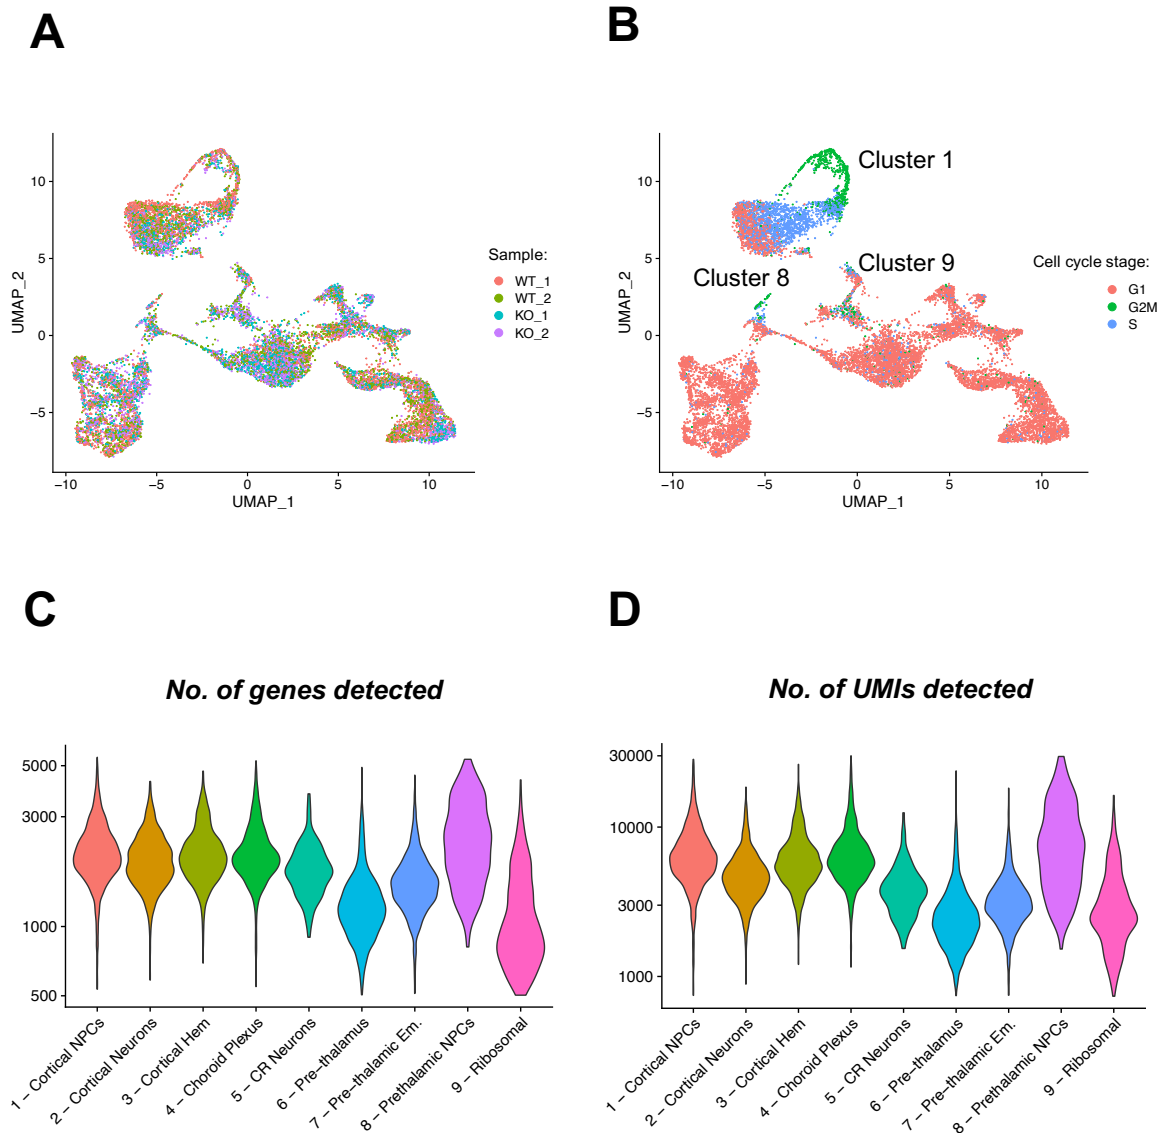 A
B
10
5
0
−5
−10
−5
0
5
10
UMAP_2
UMAP_1
Sample:
WT_1
WT_2
KO_1
KO_2
10
5
0
−5
−10
−5
0
5
10
UMAP_2
UMAP_1
Cluster 1
Cluster 8
Cluster 9
Cell cycle stage:
G1
G2M
S
C
D
No. of genes detected
5000
3000
1000
500
1 – Cortical NPCs
2 – Cortical Neurons
3 – Cortical Hem
4 – Choroid Plexus
5 – CR Neurons
6 – Pre–thalamus
7 – Pre–thalamic Em.
8 – Prethalamic NPCs
9 – Ribosomal
No. of UMIs detected
30000
10000
3000
1000
1 – Cortical NPCs
2 – Cortical Neurons
3 – Cortical Hem
4 – Choroid Plexus
5 – CR Neurons
6 – Pre–thalamus
7 – Pre–thalamic Em.
8 – Prethalamic NPCs
9 – Ribosomal